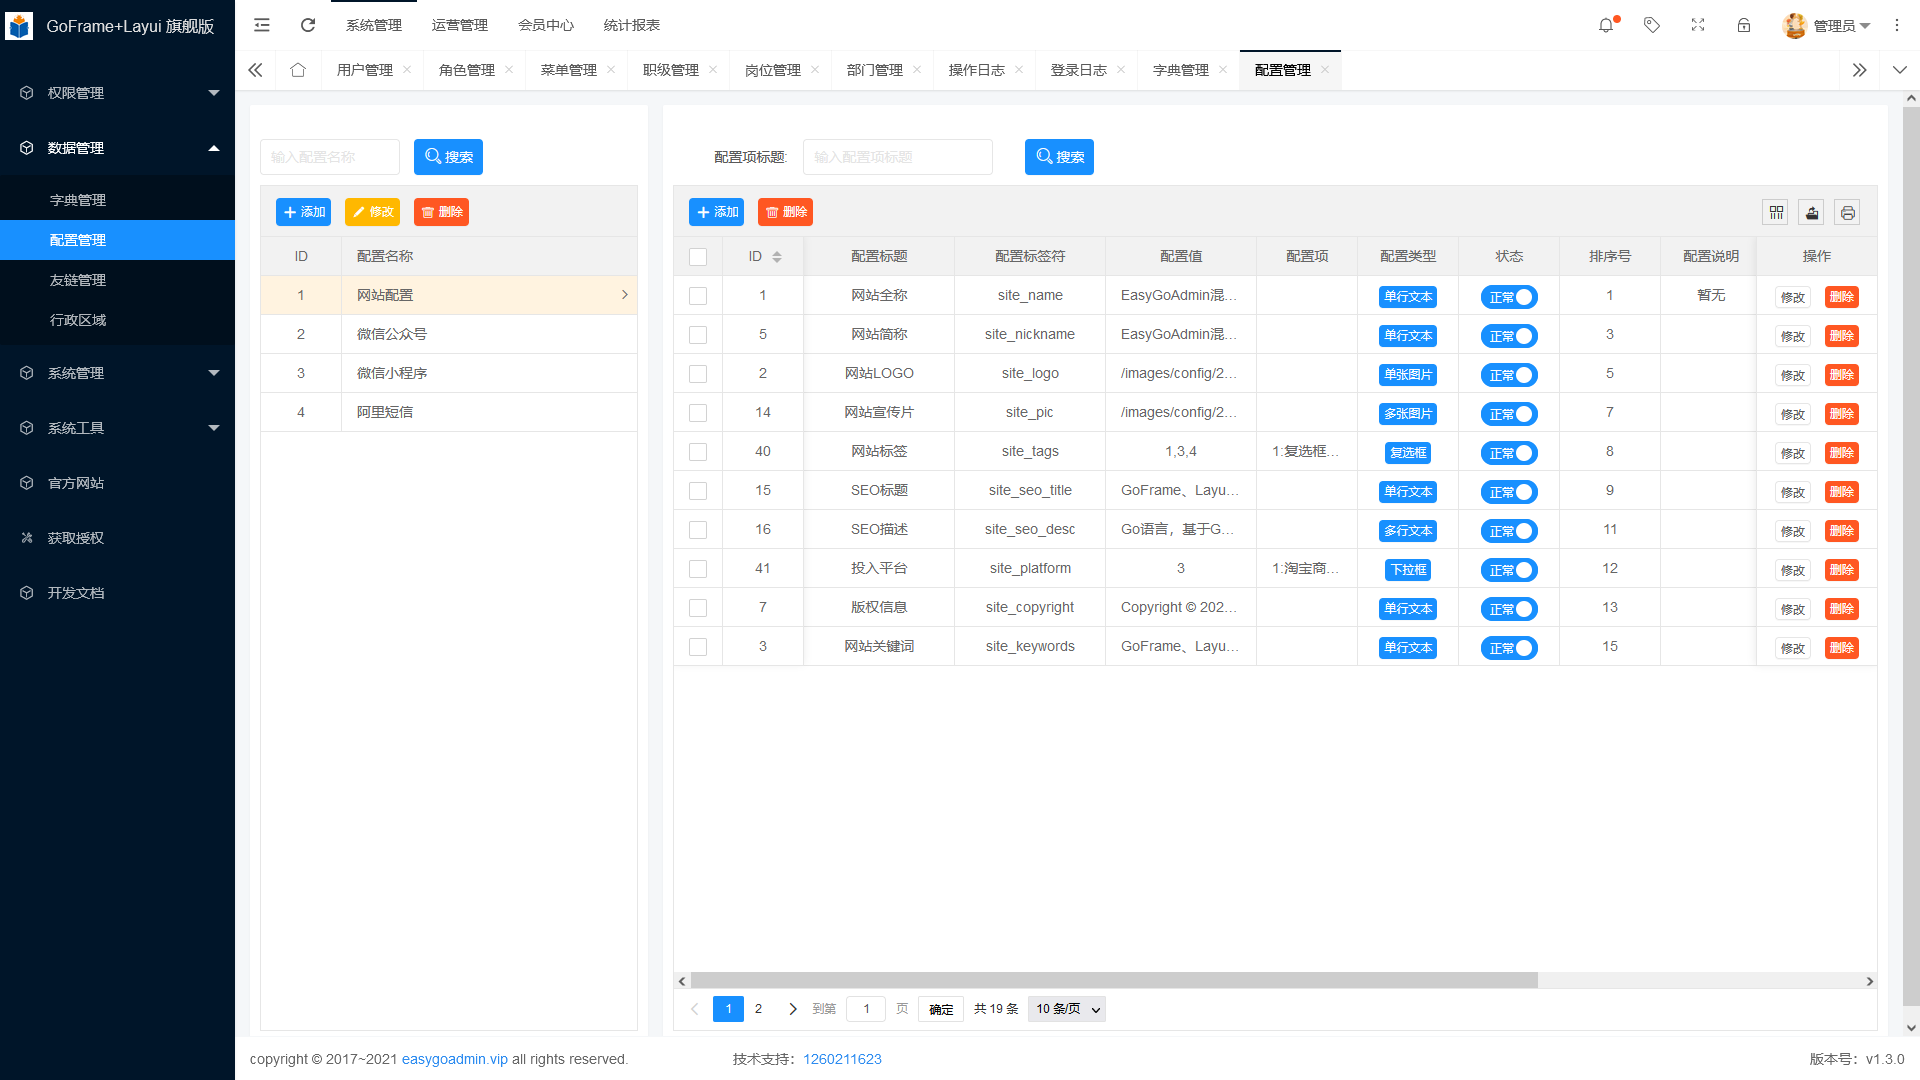 GoFrame+Layui 旗舰版
系统管理 运营管理 会员中心 统计报表
管理员
用户管理 角色管理 菜单管理 职级管理 岗位管理 部门管理 操作日志 登录日志 字典管理 配置管理
权限管理
数据管理
字典管理
配置管理
友链管理
行政区域
系统管理
系统工具
官方网站
获取授权
开发文档
输入配置名称 搜索
添加 修改 删除
ID 配置名称
1 网站配置
2 微信公众号
3 微信小程序
4 阿里短信
配置项标题: 输入配置项标题 搜索
添加 删除
ID 配置标题 配置标签符 配置值 配置项 配置类型 状态 排序号 配置说明 操作
1 网站全称 site_name EasyGoAdmin混... 单行文本 正常 1 暂无 修改 删除
5 网站简称 site_nickname EasyGoAdmin混... 单行文本 正常 3 修改 删除
2 网站LOGO site_logo /images/config/2... 单张图片 正常 5 修改 删除
14 网站宣传片 site_pic /images/config/2... 多张图片 正常 7 修改 删除
40 网站标签 site_tags 1,3,4 1:复选框... 复选框 正常 8 修改 删除
15 SEO标题 site_seo_title GoFrame、Layu... 单行文本 正常 9 修改 删除
16 SEO描述 site_seo_desc Go语言，基于G... 多行文本 正常 11 修改 删除
41 投入平台 site_platform 3 1:淘宝商... 下拉框 正常 12 修改 删除
7 版权信息 site_copyright Copyright © 202... 单行文本 正常 13 修改 删除
3 网站关键词 site_keywords GoFrame、Layu... 单行文本 正常 15 修改 删除
1 2 到第 1 页 确定 共 19 条 10 条/页
copyright © 2017~2021 easygoadmin.vip all rights reserved. 技术支持：1260211623 版本号：v1.3.0